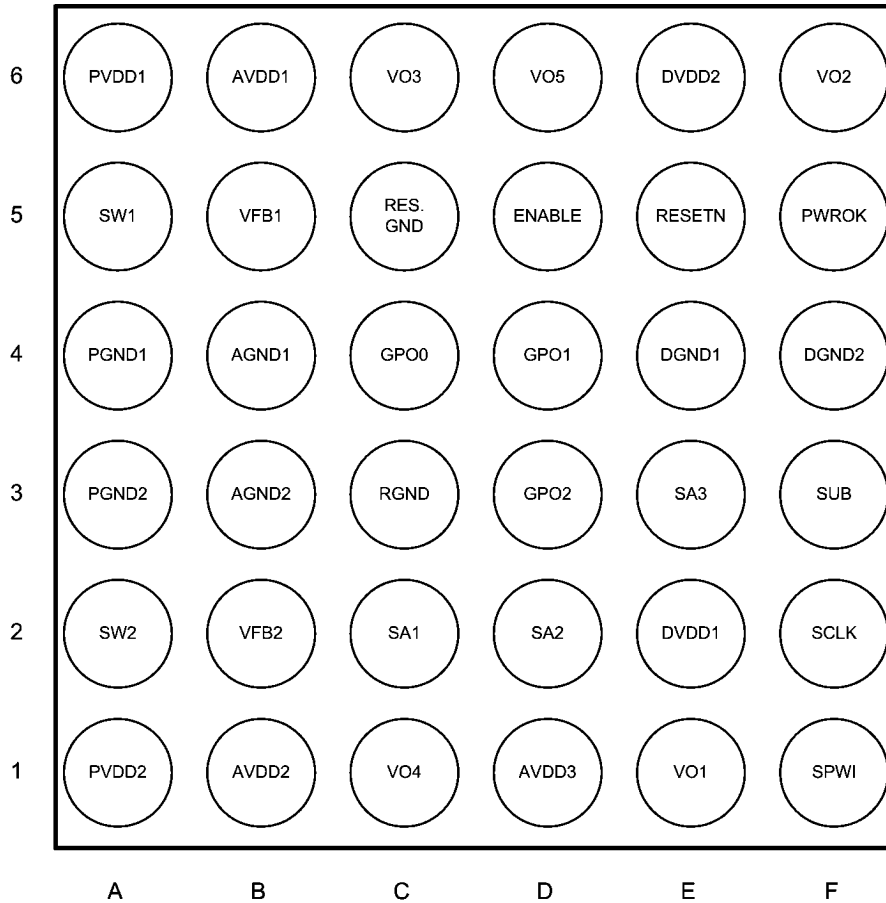 6 PVDD1 AVDD1 VO3 VO5 DVDD2 VO2
5 SW1 VFB1 RES. GND ENABLE RESETN PWROK
4 PGND1 AGND1 GPO0 GPO1 DGND1 DGND2
3 PGND2 AGND2 RGND GPO2 SA3 SUB
2 SW2 VFB2 SA1 SA2 DVDD1 SCLK
1 PVDD2 AVDD2 VO4 AVDD3 VO1 SPWI
A B C D E F